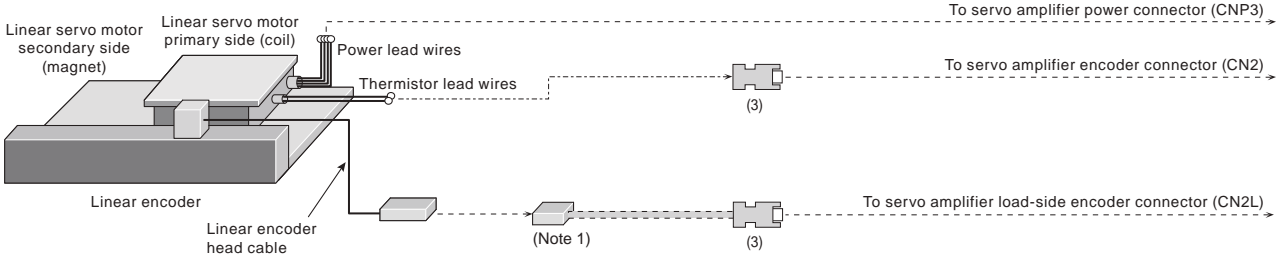 To servo amplifier power connector (CNP3)
Linear servo motor
secondary side
(magnet)
Linear servo motor
primary side (coil)
Power lead wires
To servo amplifier encoder connector (CN2)
Thermistor lead wires
(3)
Linear encoder
To servo amplifier load-side encoder connector (CN2L)
Linear encoder
head cable
(Note 1)
(3)